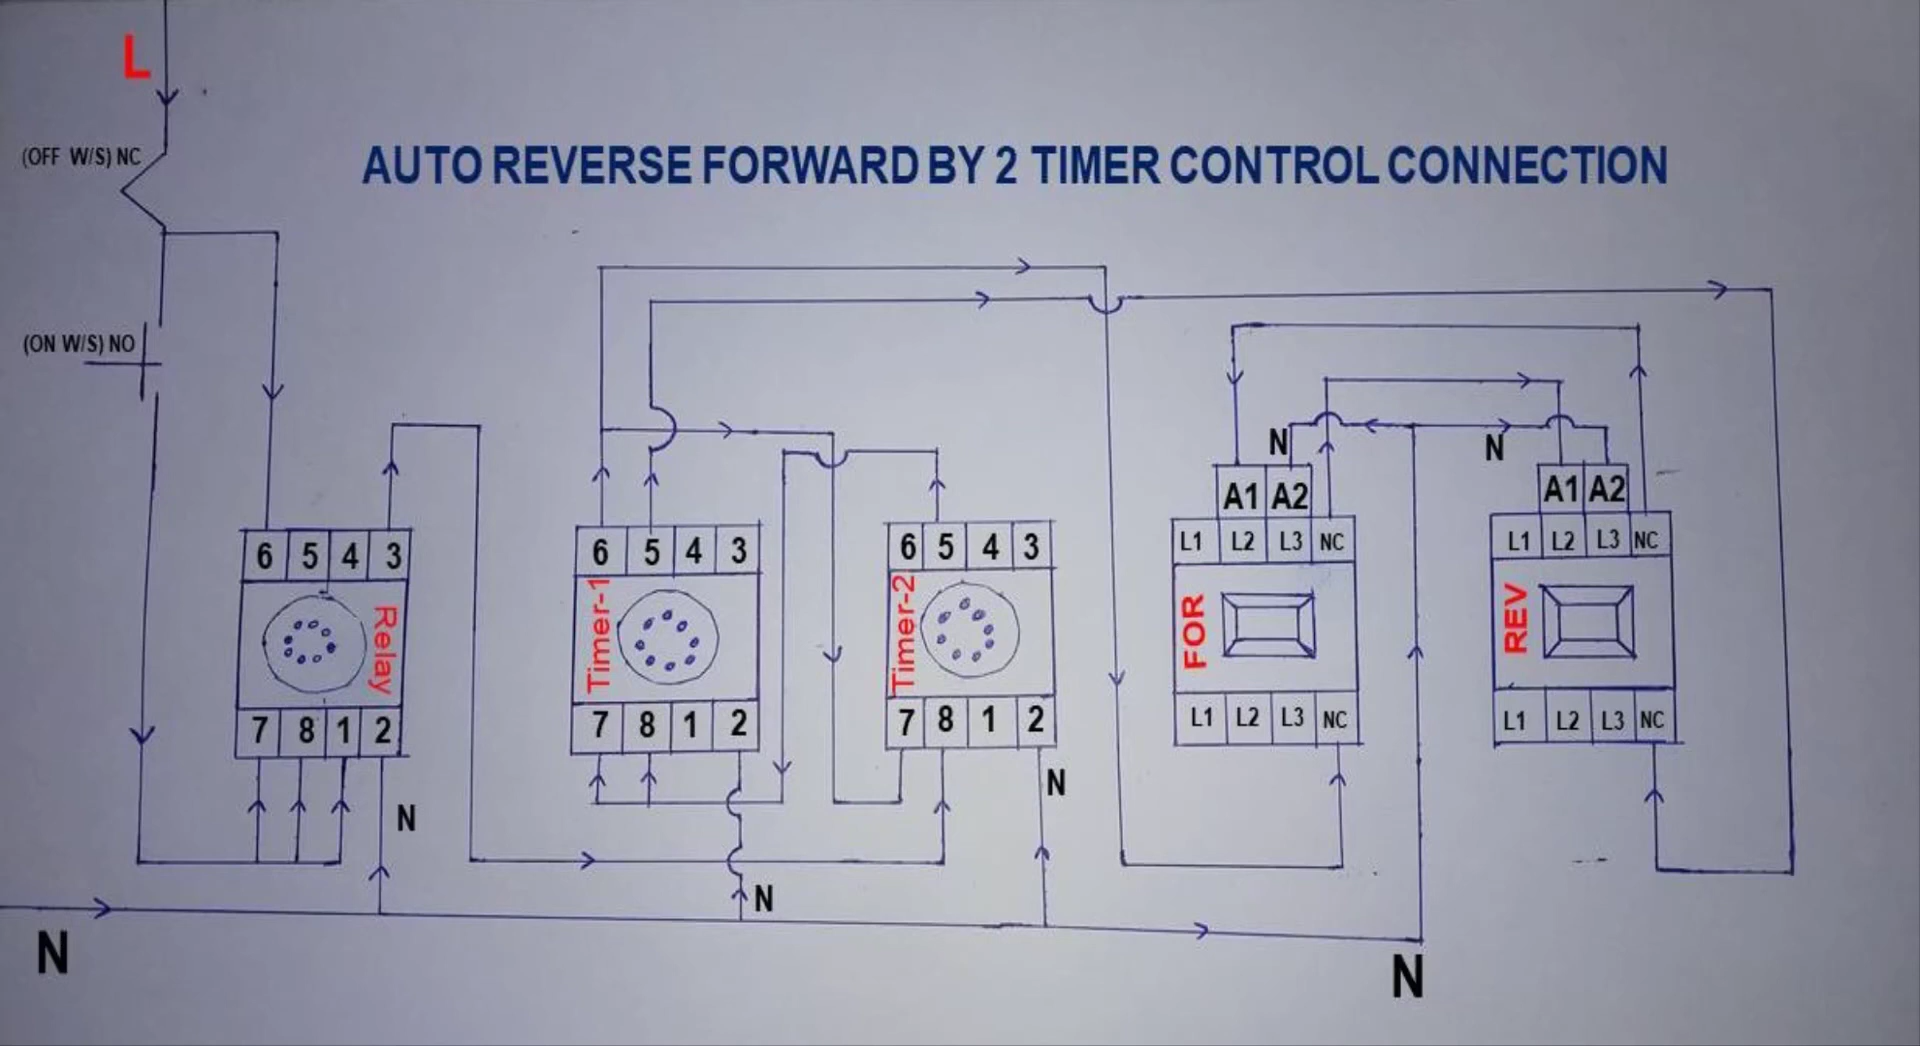 L
(OFF W/S) NC
AUTO REVERSE FORWARD BY 2 TIMER CONTROL CONNECTION
(ON W/S) NO
6 5 4 3
Relay
7 8 1 2
N
6 5 4 3
Timer-1
7 8 1 2
N
6 5 4 3
Timer-2
7 8 1 2
N
N
A1 A2
L1 L2 L3 NC
FOR
L1 L2 L3 NC
N
A1 A2
L1 L2 L3 NC
REV
L1 L2 L3 NC
N
N